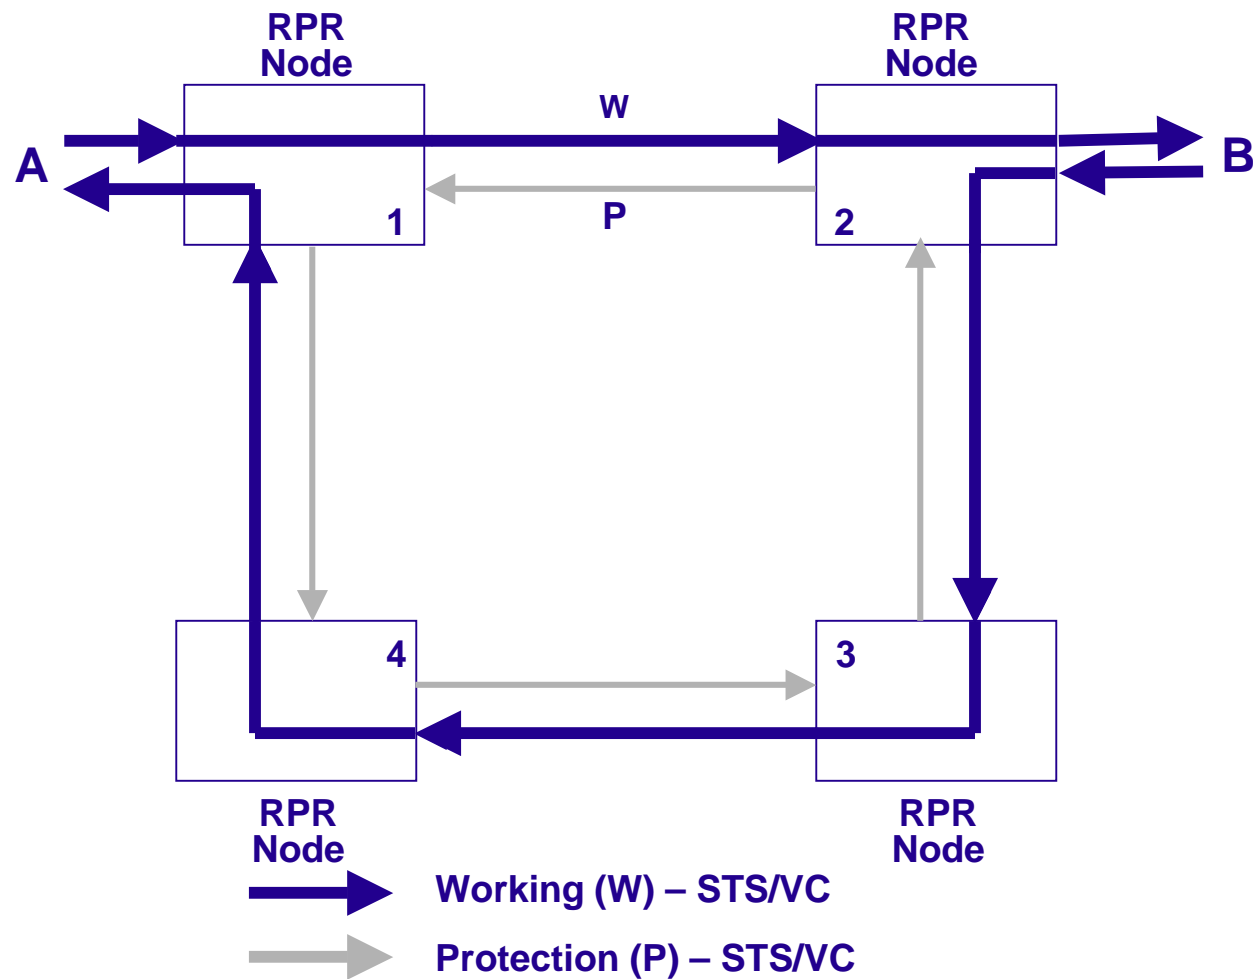 RPR
Node
RPR
Node
W
A
B
1
P
2
4
3
RPR
Node
RPR
Node
Working (W) – STS/VC
Protection (P) – STS/VC